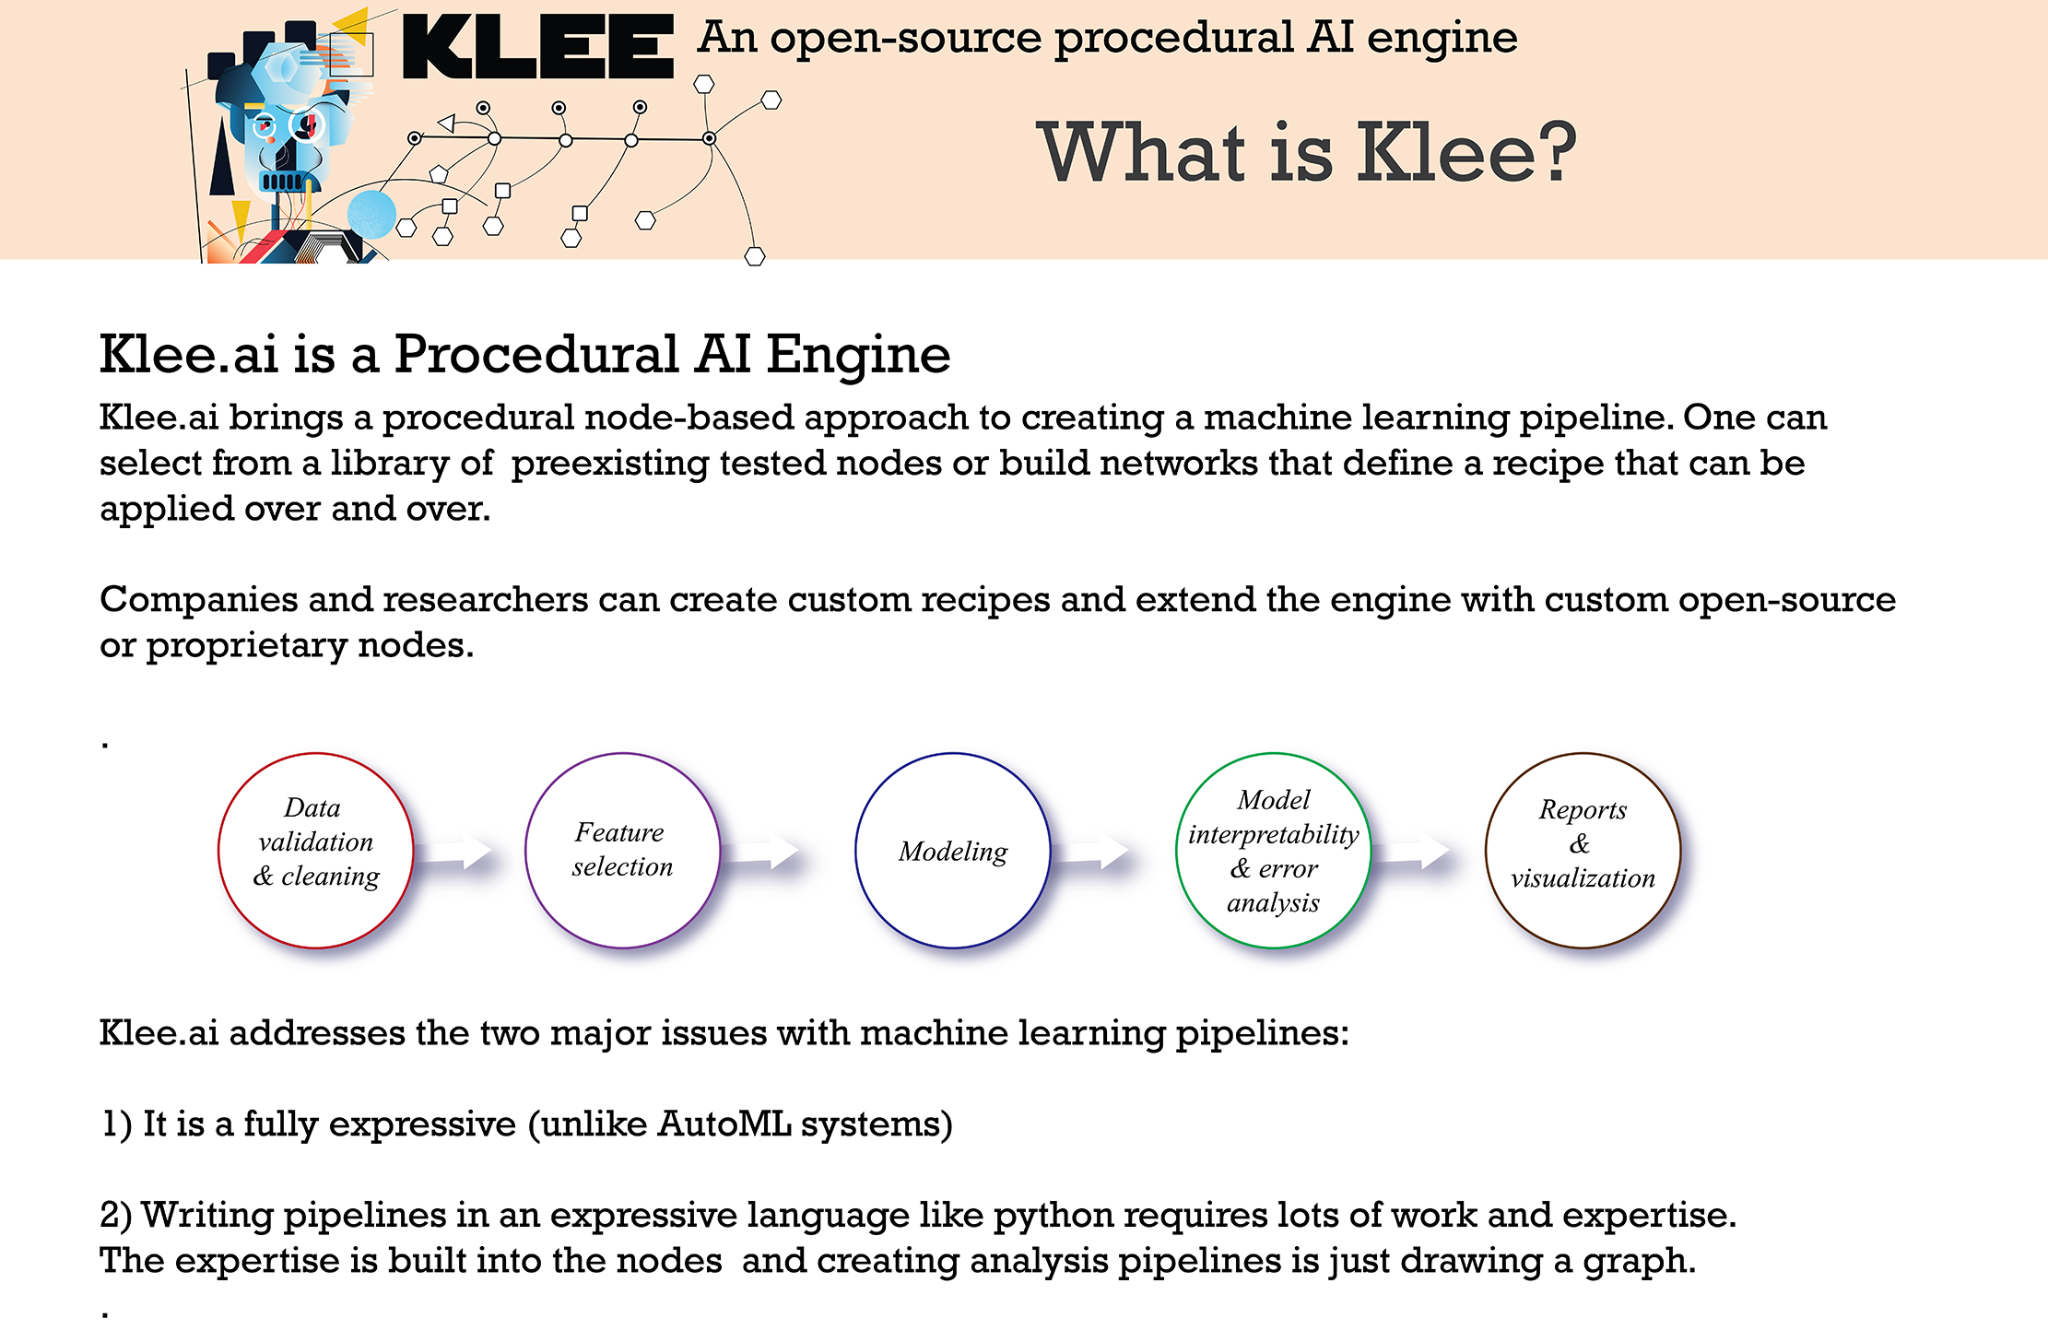 KLEE An open-source procedural AI engine
What is Klee?
Klee.ai is a Procedural AI Engine
Klee.ai brings a procedural node-based approach to creating a machine learning pipeline. One can
select from a library of  preexisting tested nodes or build networks that define a recipe that can be
applied over and over.
Companies and researchers can create custom recipes and extend the engine with custom open-source
or proprietary nodes.
.
Data
validation
& cleaning
Feature
selection
Modeling
Model
interpretability
& error
analysis
Reports
&
visualization
Klee.ai addresses the two major issues with machine learning pipelines:
1) It is a fully expressive (unlike AutoML systems)
2) Writing pipelines in an expressive language like python requires lots of work and expertise.
The expertise is built into the nodes  and creating analysis pipelines is just drawing a graph.
.